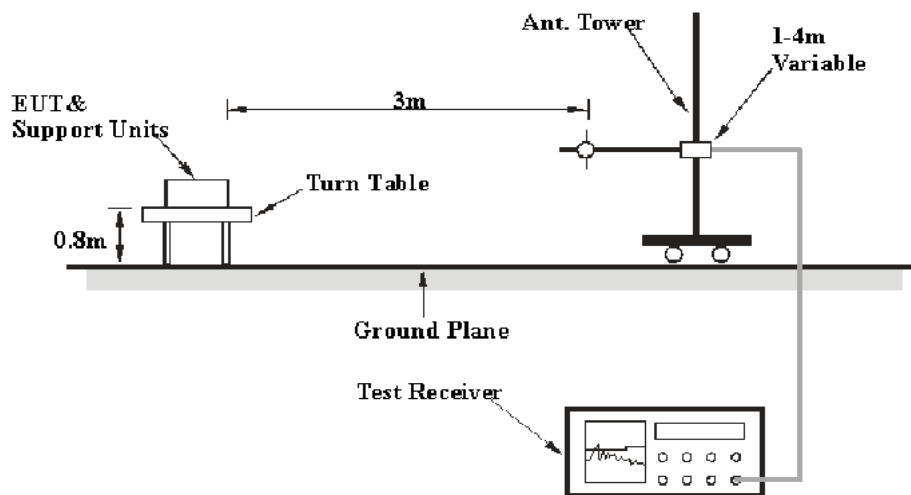 Ant. Tower
1-4m
Variable
3m
EUT&
Support Units
Turn Table
0.8m
Ground Plane
Test Receiver